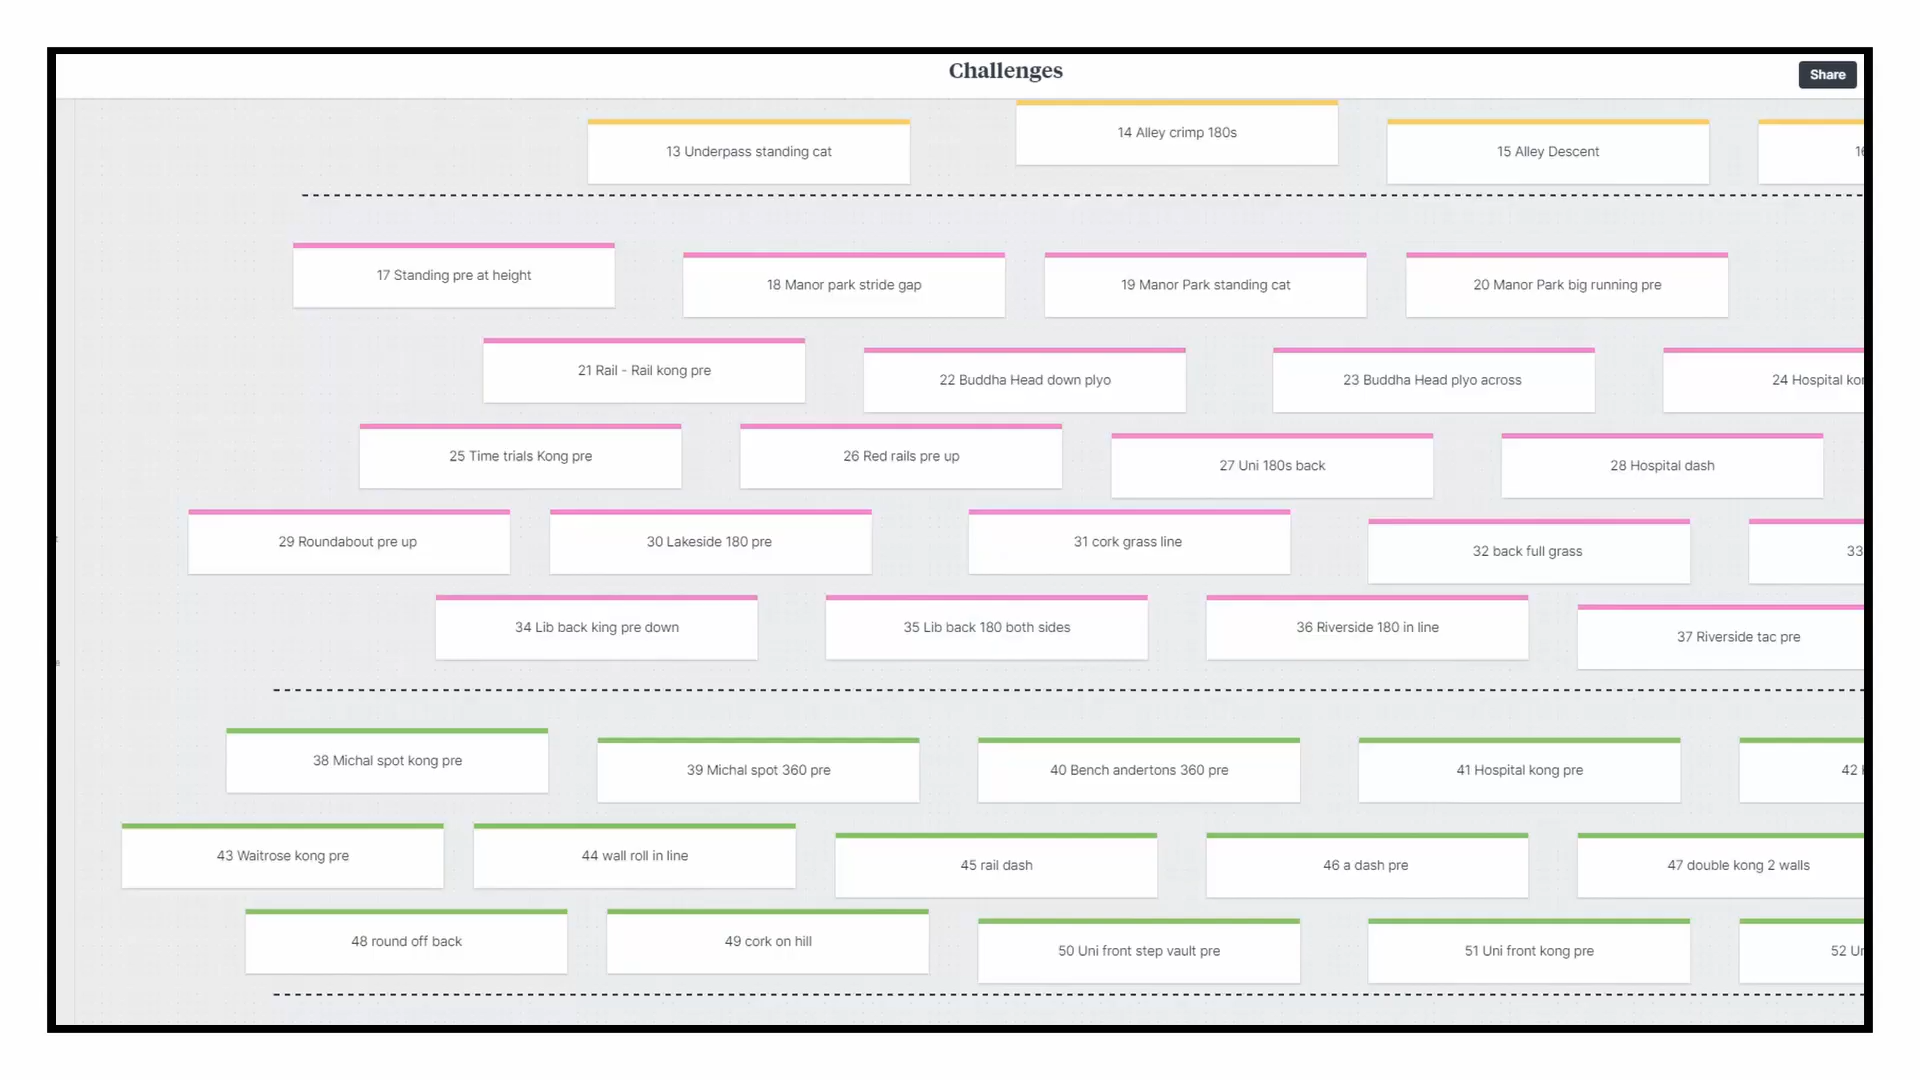 Challenges
Share
14 Alley crimp 180s
13 Underpass standing cat
15 Alley Descent
17 Standing pre at height
18 Manor park stride gap
19 Manor Park standing cat
20 Manor Park big running pre
21 Rail - Rail kong pre
22 Buddha Head down plyo
23 Buddha Head plyo across
24 Hospital
25 Time trials Kong pre
26 Red rails pre up
27 Uni 180s back
28 Hospital dash
29 Roundabout pre up
30 Lakeside 180 pre
31 cork grass line
32 back full grass
33
34 Lib back king pre down
35 Lib back 180 both sides
36 Riverside 180 in line
37 Riverside tac pre
38 Michal spot kong pre
39 Michal spot 360 pre
40 Bench andertons 360 pre
41 Hospital kong pre
42
43 Waitrose kong pre
44 wall roll in line
45 rail dash
46 a dash pre
47 double kong 2 walls
48 round off back
49 cork on hill
50 Uni front step vault pre
51 Uni front kong pre
52